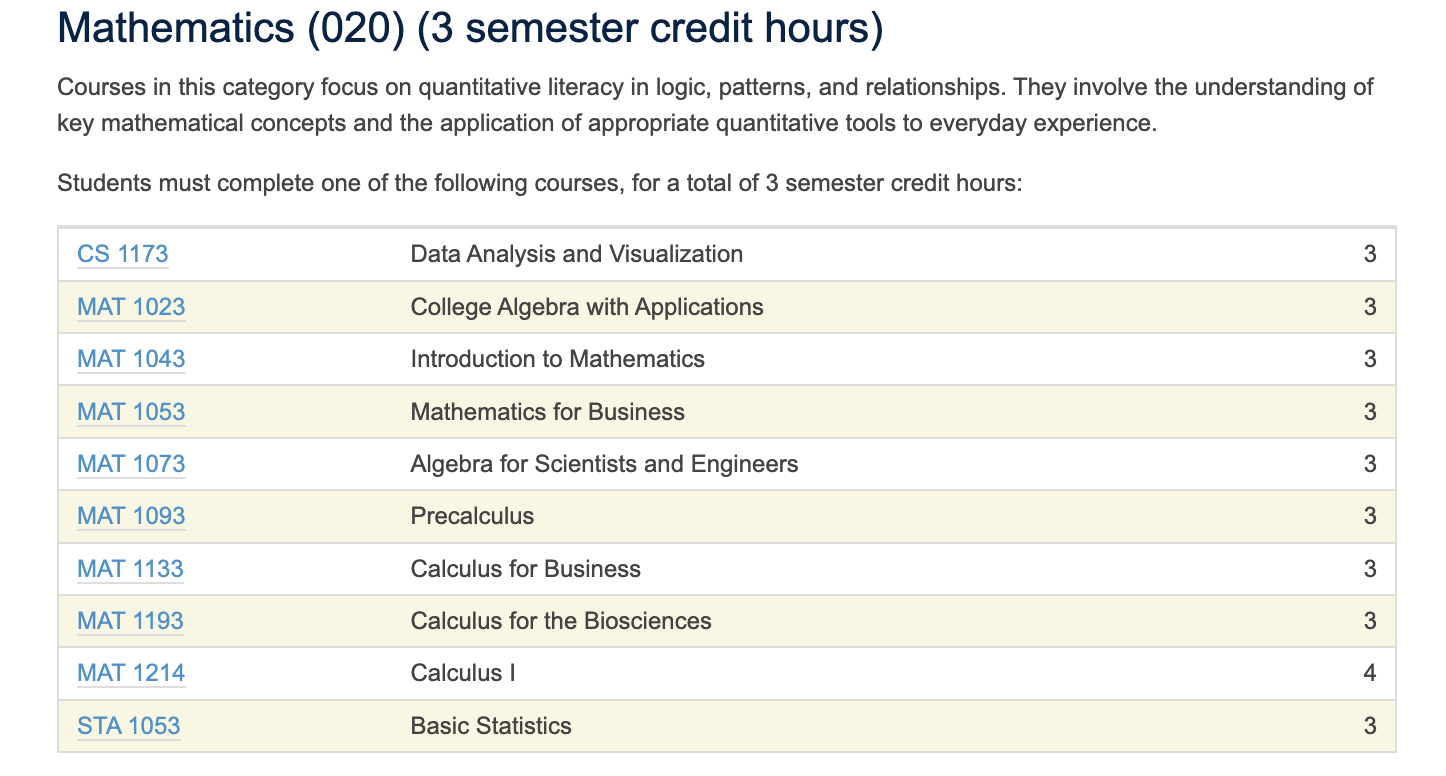 Mathematics (020) (3 semester credit hours)
Courses in this category focus on quantitative literacy in logic, patterns, and relationships. They involve the understanding of
key mathematical concepts and the application of appropriate quantitative tools to everyday experience.
Students must complete one of the following courses, for a total of 3 semester credit hours:
CS 1173 Data Analysis and Visualization 3
MAT 1023 College Algebra with Applications 3
MAT 1043 Introduction to Mathematics 3
MAT 1053 Mathematics for Business 3
MAT 1073 Algebra for Scientists and Engineers 3
MAT 1093 Precalculus 3
MAT 1133 Calculus for Business 3
MAT 1193 Calculus for the Biosciences 3
MAT 1214 Calculus I 4
STA 1053 Basic Statistics 3